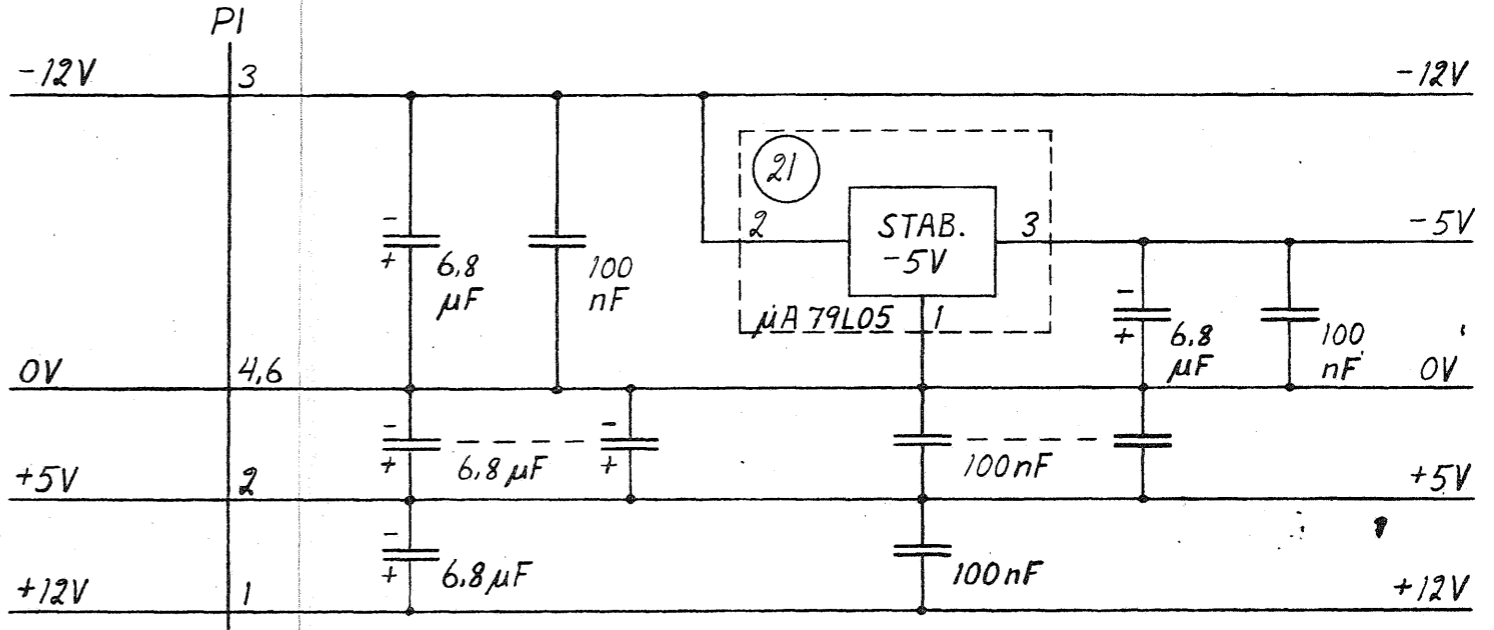 P1
-12V 3 -12V
21
2 STAB. 3 -5V
-5V
- + 6,8 µF
100 nF
µA 79L05 1
- + 6,8 µF
100 nF
0V 4,6 0V
- + 6,8 µF - +
100nF
+5V 2 +5V
- + 6,8 µF
100nF
+12V 1 +12V